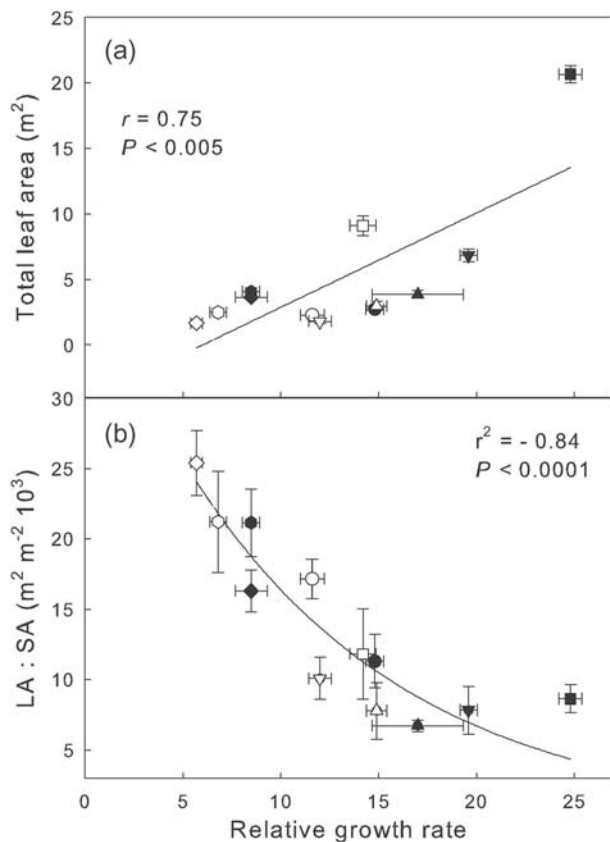 25
(a)
20
r = 0.75
P < 0.005
15
10
5
0
Total leaf area (m²)
30
(b)
r² = - 0.84
P < 0.0001
25
20
15
10
5
LA : SA (m² m⁻² 10³)
0 5 10 15 20 25
Relative growth rate